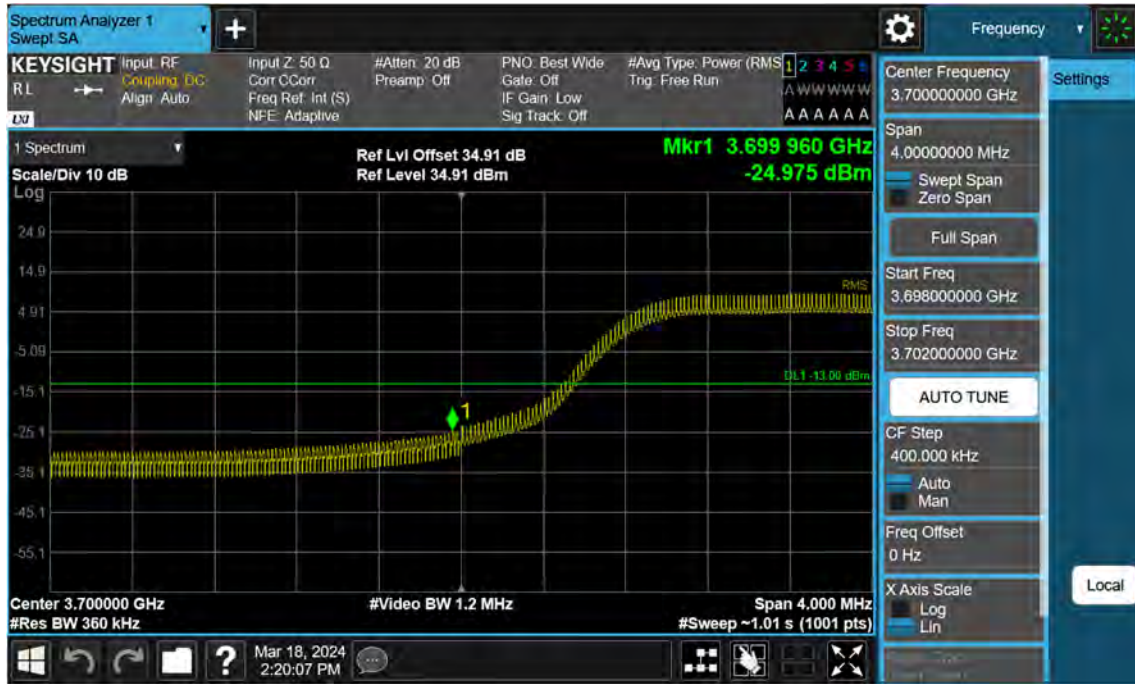 Spectrum Analyzer 1
Swept SA
+
Frequency
KEYSIGHT
RL
LXI
Input: RF
Coupling: DC
Align: Auto
Input Z: 50 Ω
Corr CCorr
Freq Ref: Int (S)
NFE: Adaptive
#Atten: 20 dB
Preamp: Off
PNO: Best Wide
Gate: Off
IF Gain: Low
Sig Track: Off
#Avg Type: Power (RMS
Trig: Free Run
1 2 3 4 5 6
A W W W W W
A A A A A A
1 Spectrum
Scale/Div 10 dB
Ref Lvl Offset 34.91 dB
Ref Level 34.91 dBm
Mkr1 3.699 960 GHz
-24.975 dBm
Log
24.9
14.9
4.91
-5.09
-15.1
-25.1
-35.1
-45.1
-55.1
RMS
DL1 -13.00 dBm
1
Center 3.700000 GHz
#Res BW 360 kHz
#Video BW 1.2 MHz
Span 4.000 MHz
#Sweep ~1.01 s (1001 pts)
Center Frequency
3.700000000 GHz
Span
4.00000000 MHz
Swept Span
Zero Span
Full Span
Start Freq
3.698000000 GHz
Stop Freq
3.702000000 GHz
AUTO TUNE
CF Step
400.000 kHz
Auto
Man
Freq Offset
0 Hz
X Axis Scale
Log
Lin
Settings
Local
?
Mar 18, 2024
2:20:07 PM